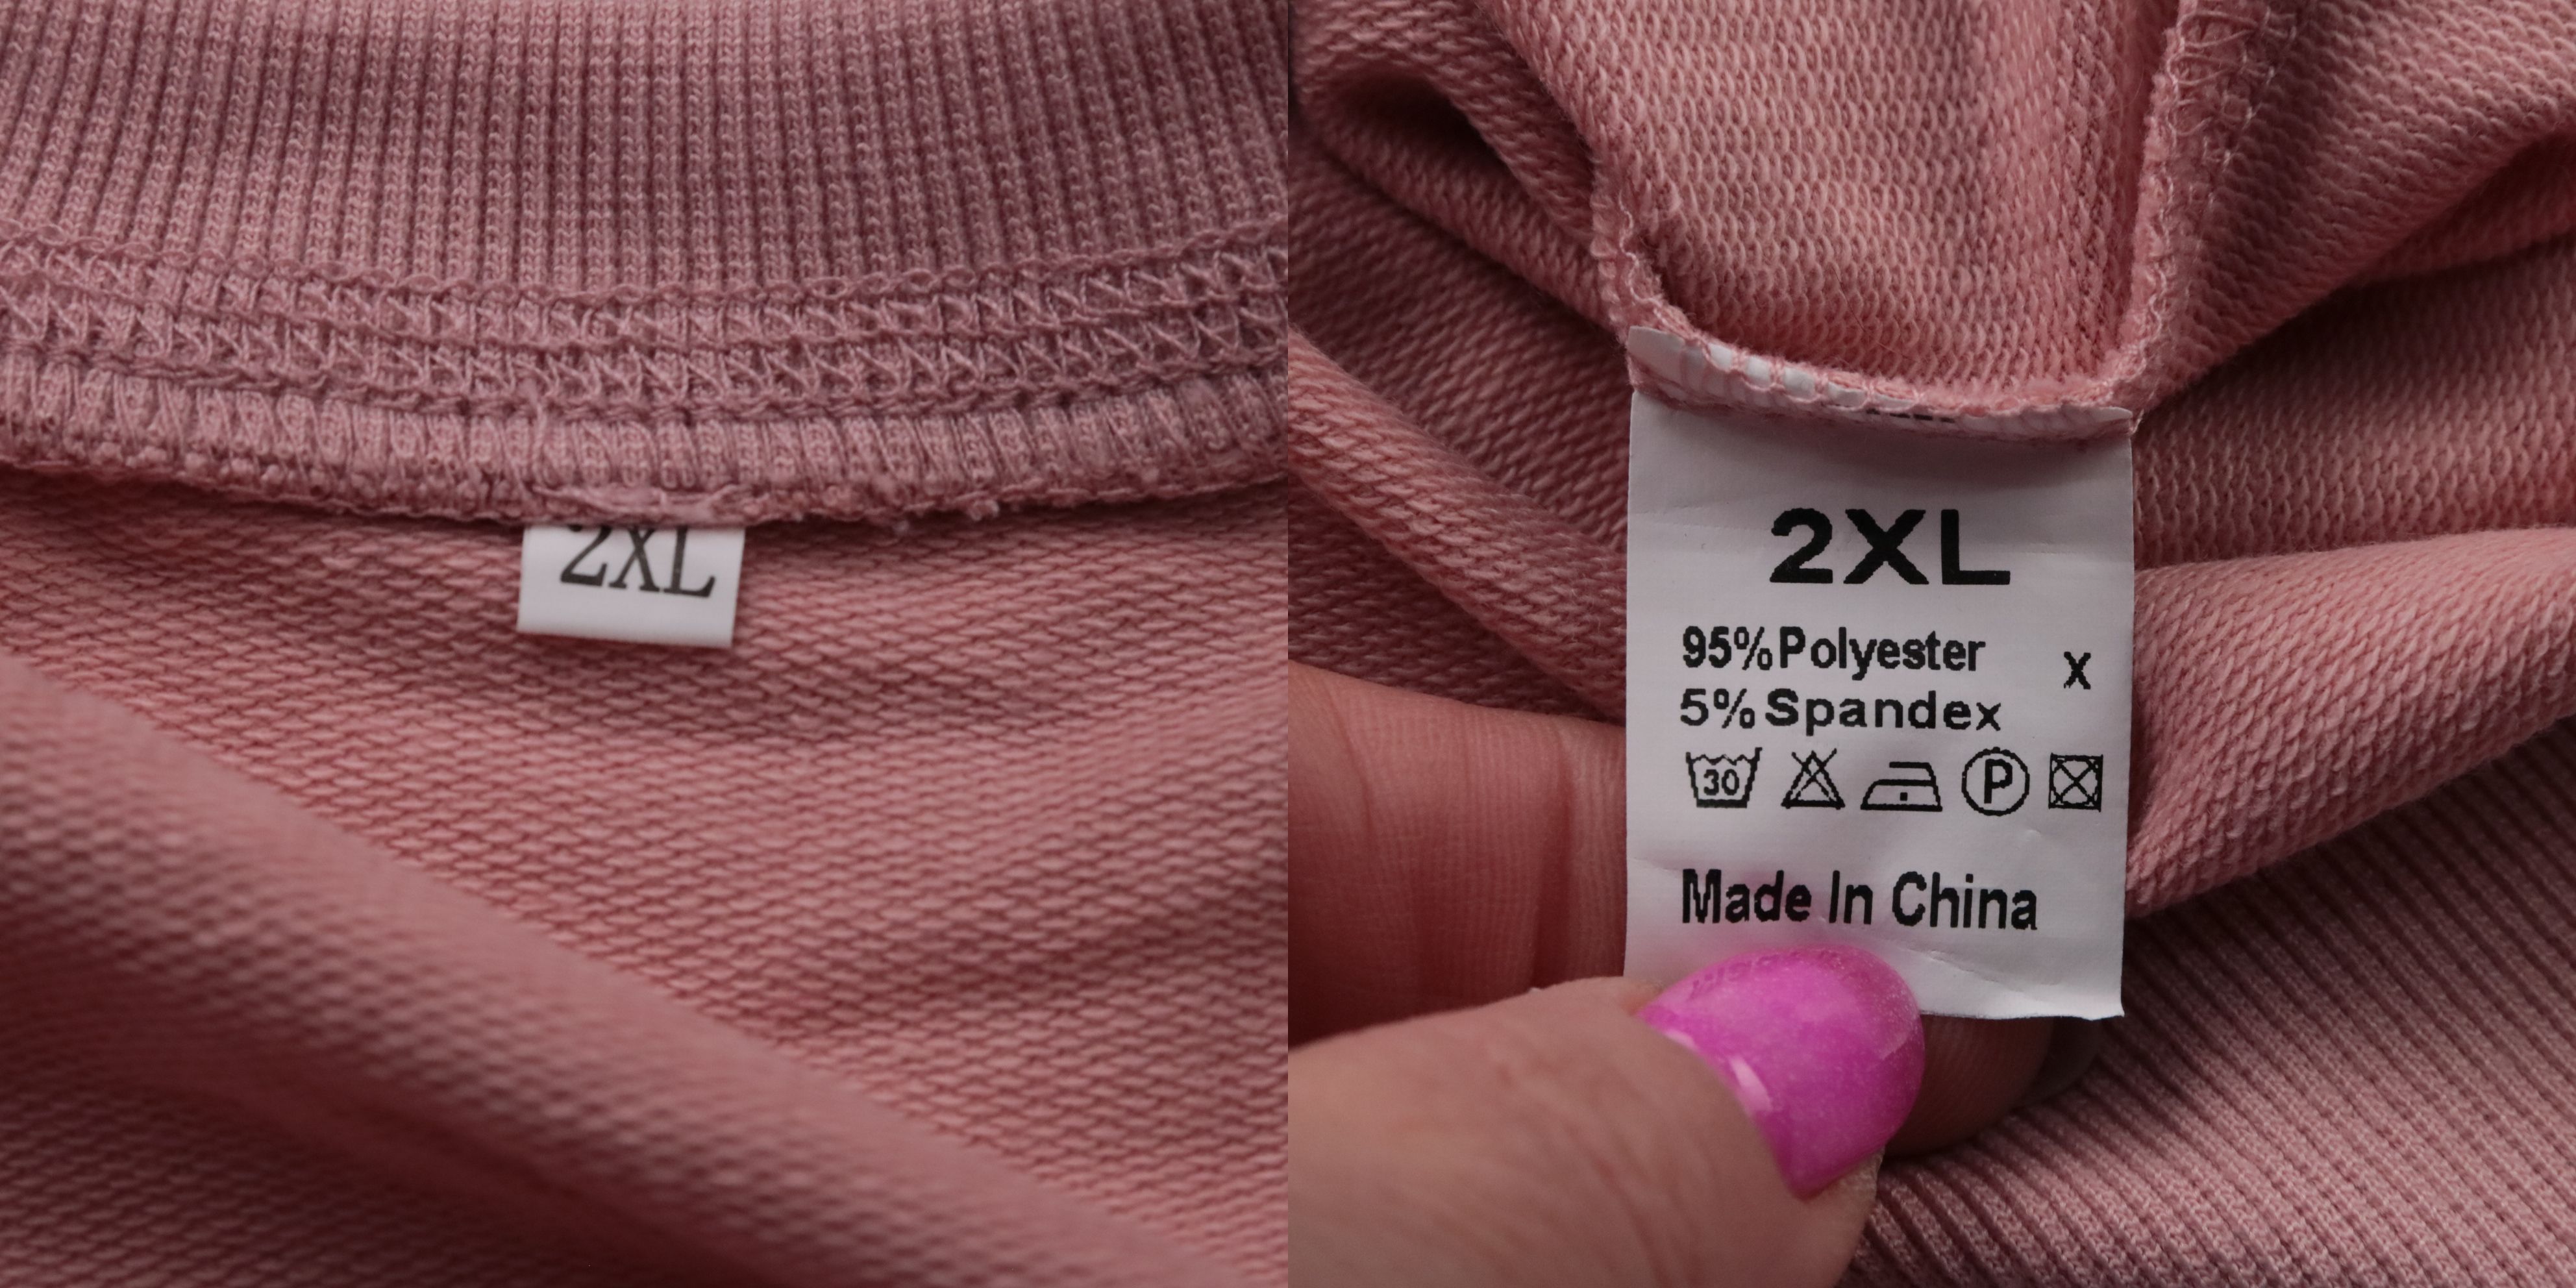 2XL
2XL
95%Polyester
X
5%Spandex
30 P
Made In China